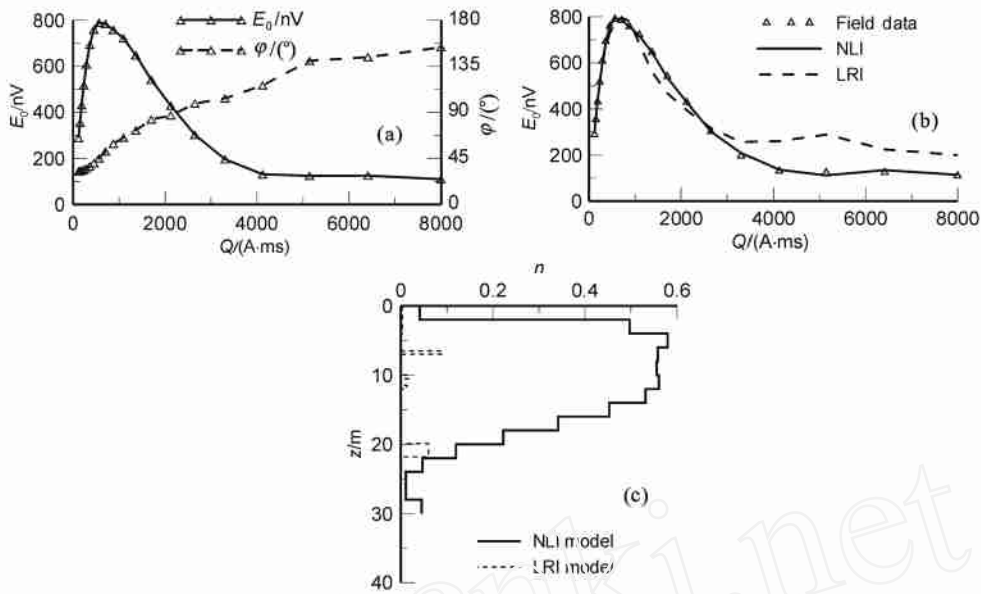 E₀/nV
φ/(°)
800
600
400
200
0
E₀/nV
180
135
90
45
0
φ/(°)
(a)
0 2000 4000 6000 8000
Q/(A·ms)
Field data
NLI
LRI
800
600
400
200
0
E₀/nV
(b)
0 2000 4000 6000 8000
Q/(A·ms)
n
0 0.2 0.4 0.6
0
10
20
30
40
z/m
(c)
NLI model
LRI model